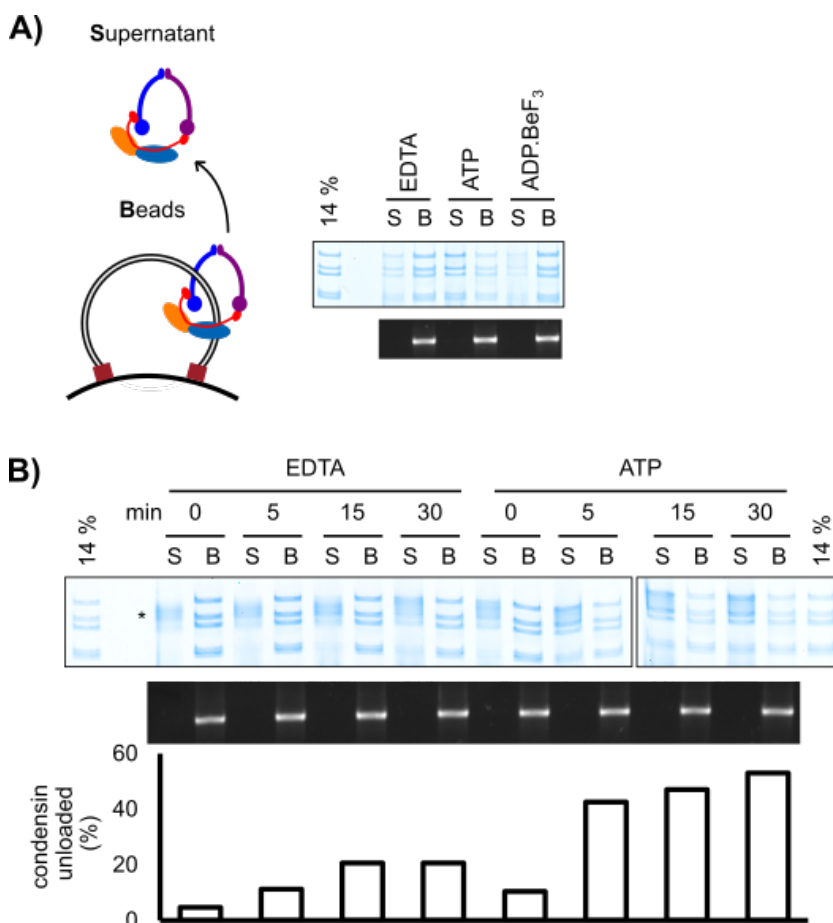 A)
Supernatant
Beads
14 %
EDTA ATP ADP.BeF3
S B S B S B
B)
EDTA ATP
min 0 5 15 30 0 5 15 30
14 % S B S B S B S B S B S B S B S B 14 %
*
60
40
20
0
condensin
unloaded
(%)